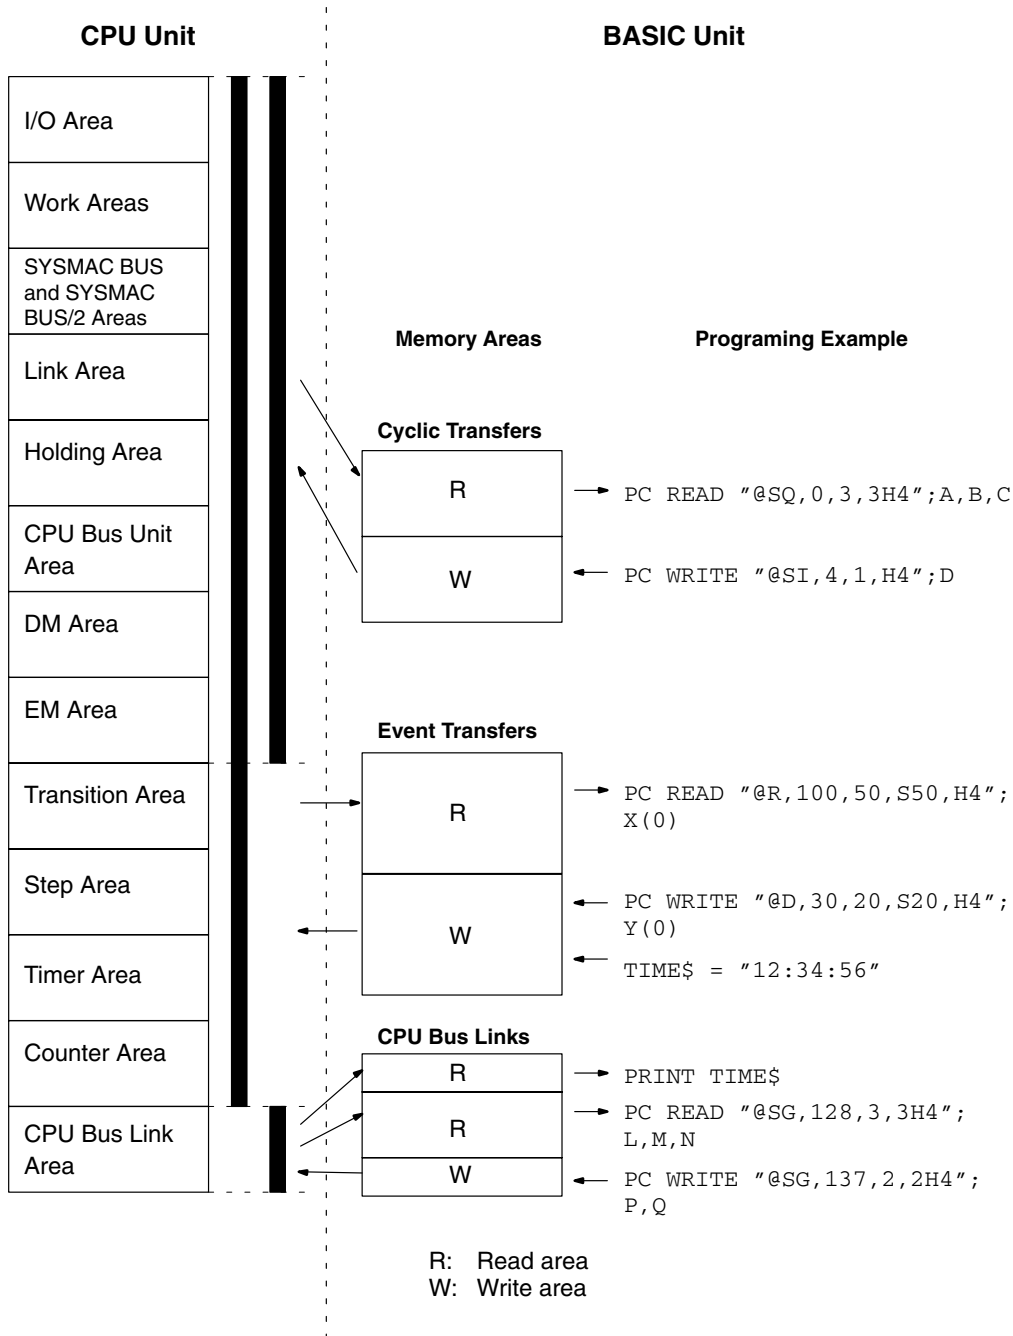 CPU Unit
BASIC Unit
I/O Area
Work Areas
SYSMAC BUS
and SYSMAC
BUS/2 Areas
Link Area
Holding Area
CPU Bus Unit
Area
DM Area
EM Area
Transition Area
Step Area
Timer Area
Counter Area
CPU Bus Link
Area
Memory Areas
Programing Example
Cyclic Transfers
R
PC READ "@SQ,0,3,3H4";A,B,C
W
PC WRITE "@SI,4,1,H4";D
Event Transfers
R
PC READ "@R,100,50,S50,H4";
X(0)
W
PC WRITE "@D,30,20,S20,H4";
Y(0)
TIME$ = "12:34:56"
CPU Bus Links
R
PRINT TIME$
R
PC READ "@SG,128,3,3H4";
L,M,N
W
PC WRITE "@SG,137,2,2H4";
P,Q
R: Read area
W: Write area